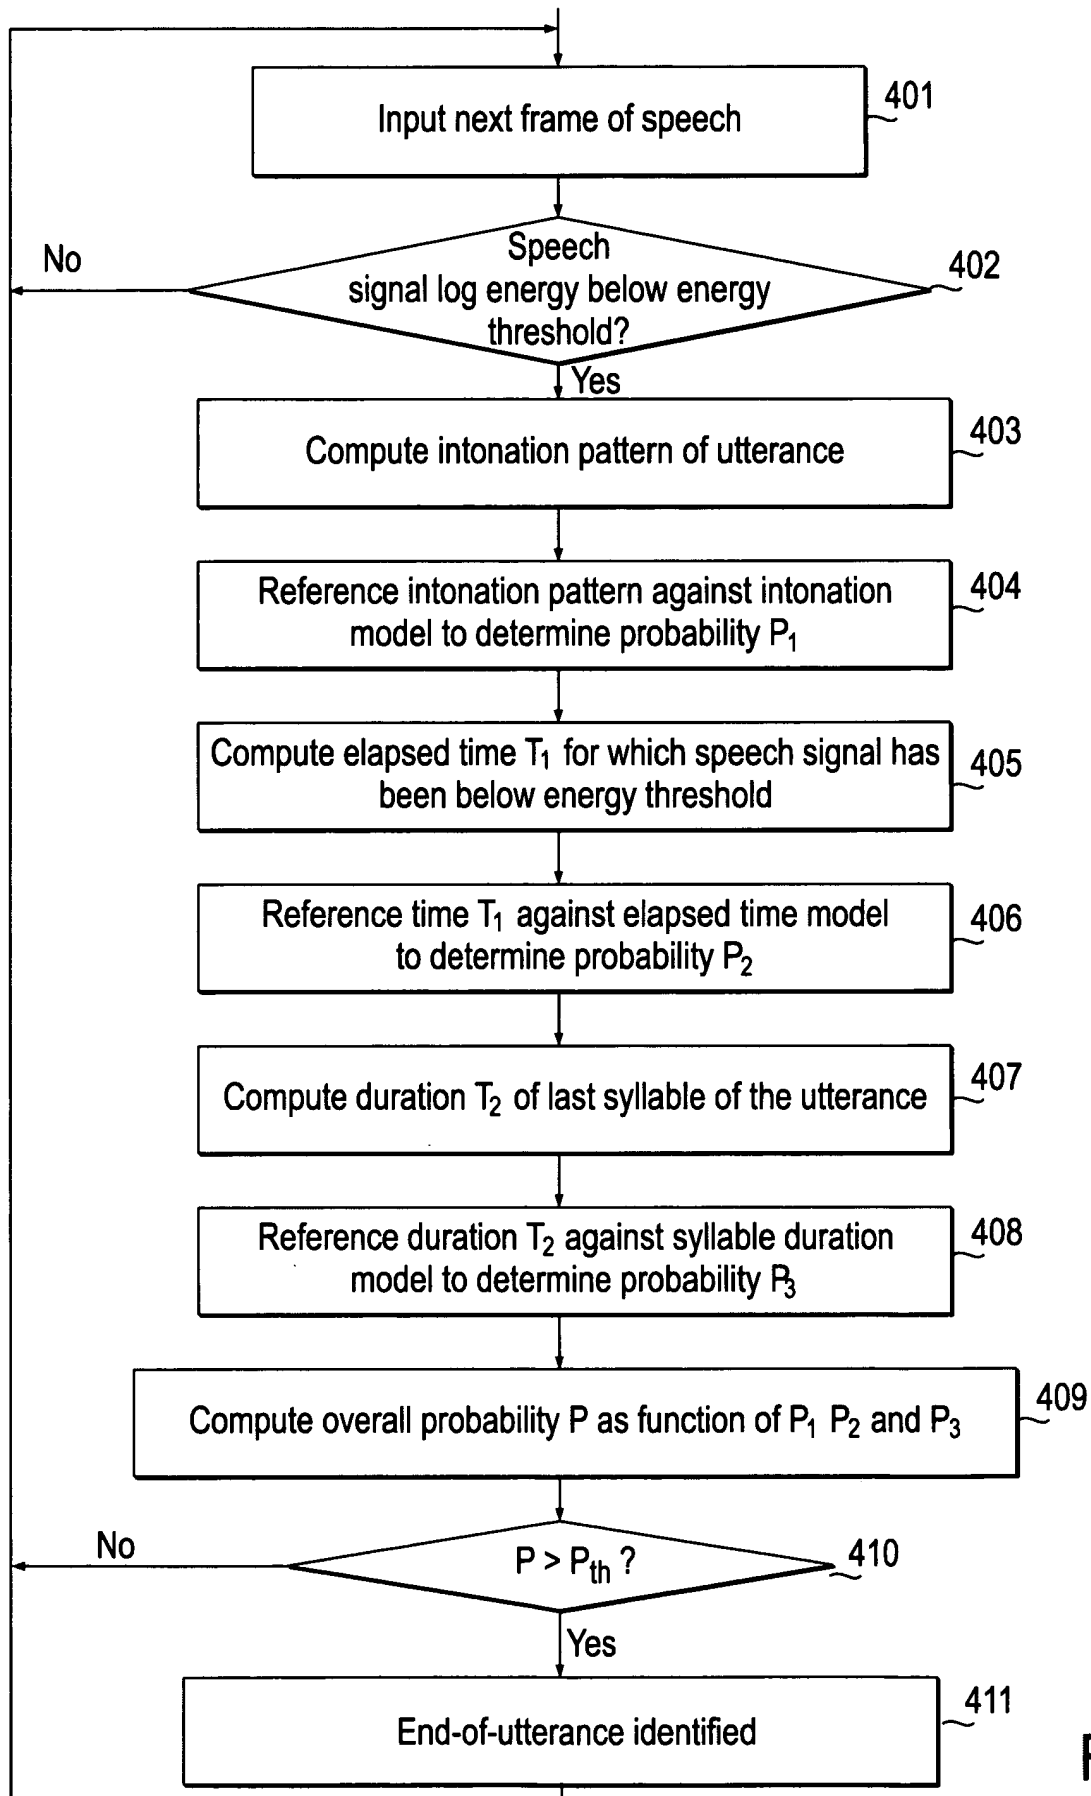 Input next frame of speech
401
Speech
signal log energy below energy
threshold?
402
No
Yes
Compute intonation pattern of utterance
403
Reference intonation pattern against intonation
model to determine probability P₁
404
Compute elapsed time T₁ for which speech signal has
been below energy threshold
405
Reference time T₁ against elapsed time model
to determine probability P₂
406
Compute duration T₂ of last syllable of the utterance
407
Reference duration T₂ against syllable duration
model to determine probability P₃
408
Compute overall probability P as function of P₁ P₂ and P₃
409
No
P > Pth ?
410
Yes
End-of-utterance identified
411